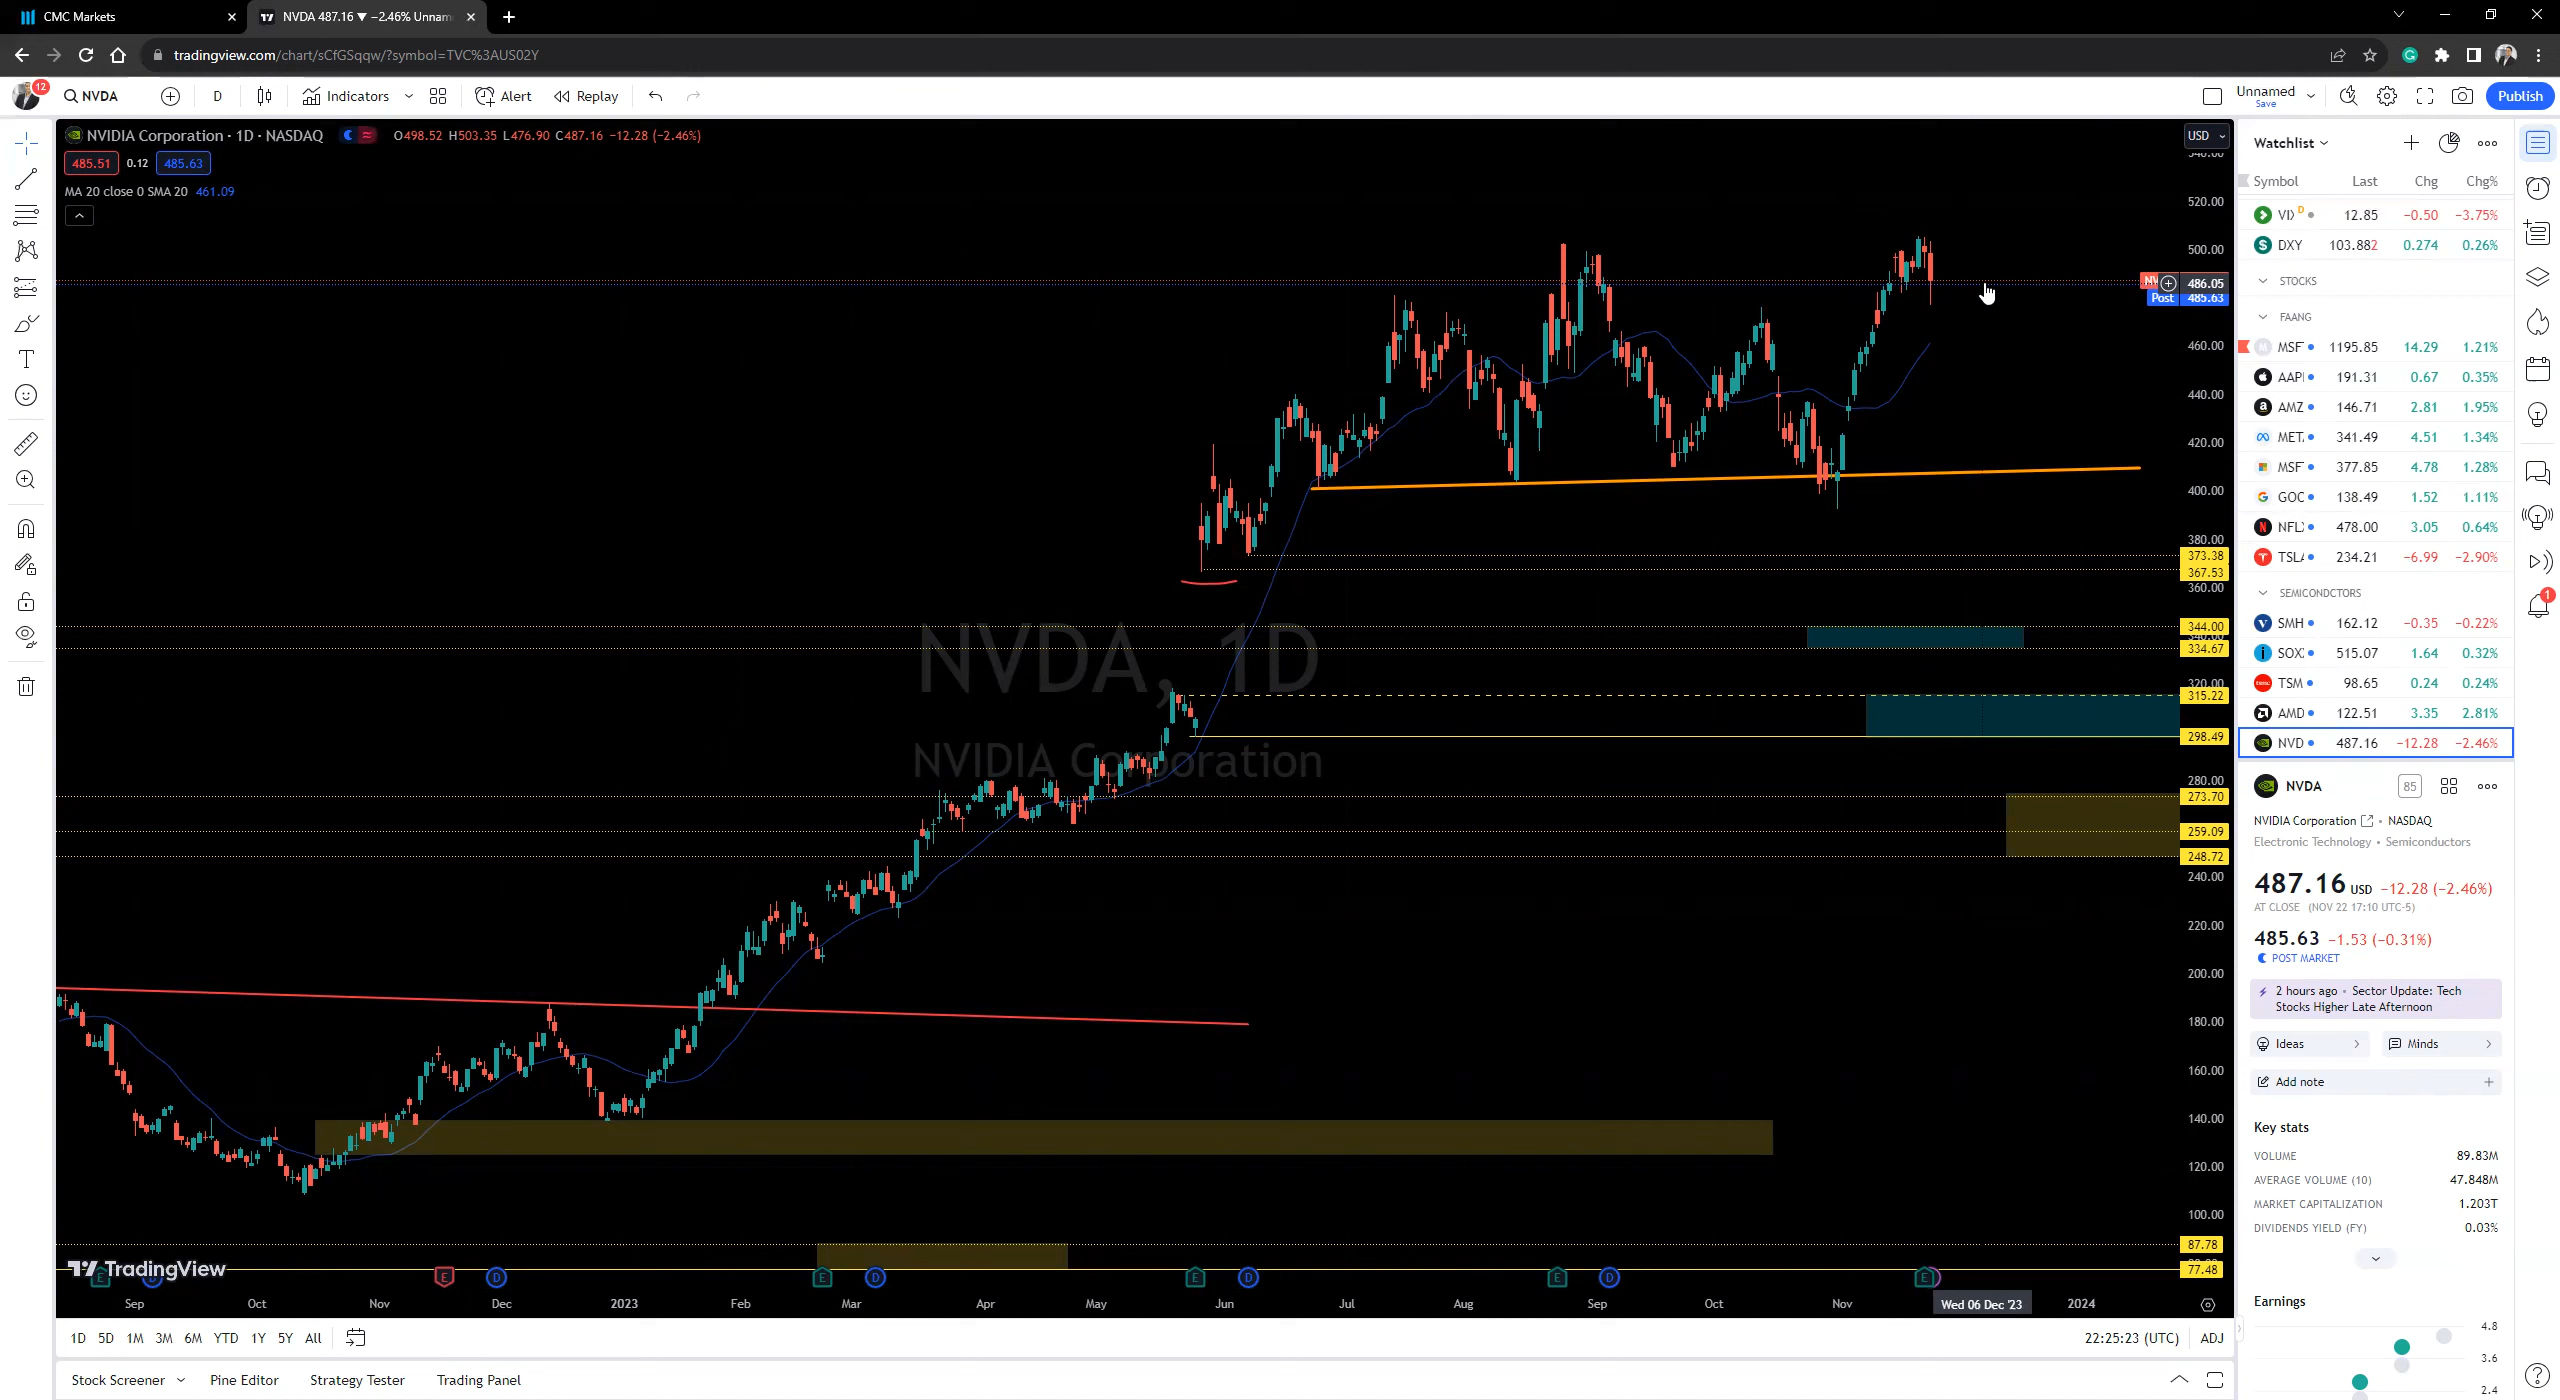 CMC Markets
NVDA 487.16 ▼ −2.46% Unnam
tradingview.com/chart/sCfGSqqw/?symbol=TVC%3AUS02Y
12
NVDA
D
Indicators
Alert
Replay
Unnamed
Save
Publish
NVIDIA Corporation · 1D · NASDAQ
O498.52 H503.35 L476.90 C487.16 −12.28 (−2.46%)
485.51 0.12 485.63
MA 20 close 0 SMA 20 461.09
USD
520.00
500.00
486.05
Post 485.63
460.00
440.00
420.00
400.00
380.00
373.38
367.53
360.00
344.00
334.67
320.00
315.22
298.49
280.00
273.70
259.09
248.72
240.00
220.00
200.00
180.00
160.00
140.00
120.00
100.00
87.78
77.48
NVDA, 1D
NVIDIA Corporation
TradingView
E D E D E D E D E
Sep Oct Nov Dec 2023 Feb Mar Apr May Jun Jul Aug Sep Oct Nov Wed 06 Dec '23 2024
1D 5D 1M 3M 6M YTD 1Y 5Y All
22:25:23 (UTC) ADJ
Stock Screener Pine Editor Strategy Tester Trading Panel
Watchlist
Symbol Last Chg Chg%
VIX D 12.85 −0.50 −3.75%
DXY 103.882 0.274 0.26%
STOCKS
FAANG
MSF 1195.85 14.29 1.21%
AAPL 191.31 0.67 0.35%
AMZ 146.71 2.81 1.95%
META 341.49 4.51 1.34%
MSF 377.85 4.78 1.28%
GOC 138.49 1.52 1.11%
NFLX 478.00 3.05 0.64%
TSLA 234.21 −6.99 −2.90%
SEMICONDCTORS
SMH 162.12 −0.35 −0.22%
SOX 515.07 1.64 0.32%
TSM 98.65 0.24 0.24%
AMD 122.51 3.35 2.81%
NVD 487.16 −12.28 −2.46%
NVDA
85
NVIDIA Corporation • NASDAQ
Electronic Technology • Semiconductors
487.16 USD −12.28 (−2.46%)
AT CLOSE (NOV 22 17:10 UTC-5)
485.63 −1.53 (−0.31%)
POST MARKET
2 hours ago • Sector Update: Tech
Stocks Higher Late Afternoon
Ideas
Minds
Add note
Key stats
VOLUME 89.83M
AVERAGE VOLUME (10) 47.848M
MARKET CAPITALIZATION 1.203T
DIVIDENDS YIELD (FY) 0.03%
Earnings
4.8
3.6
2.4
1